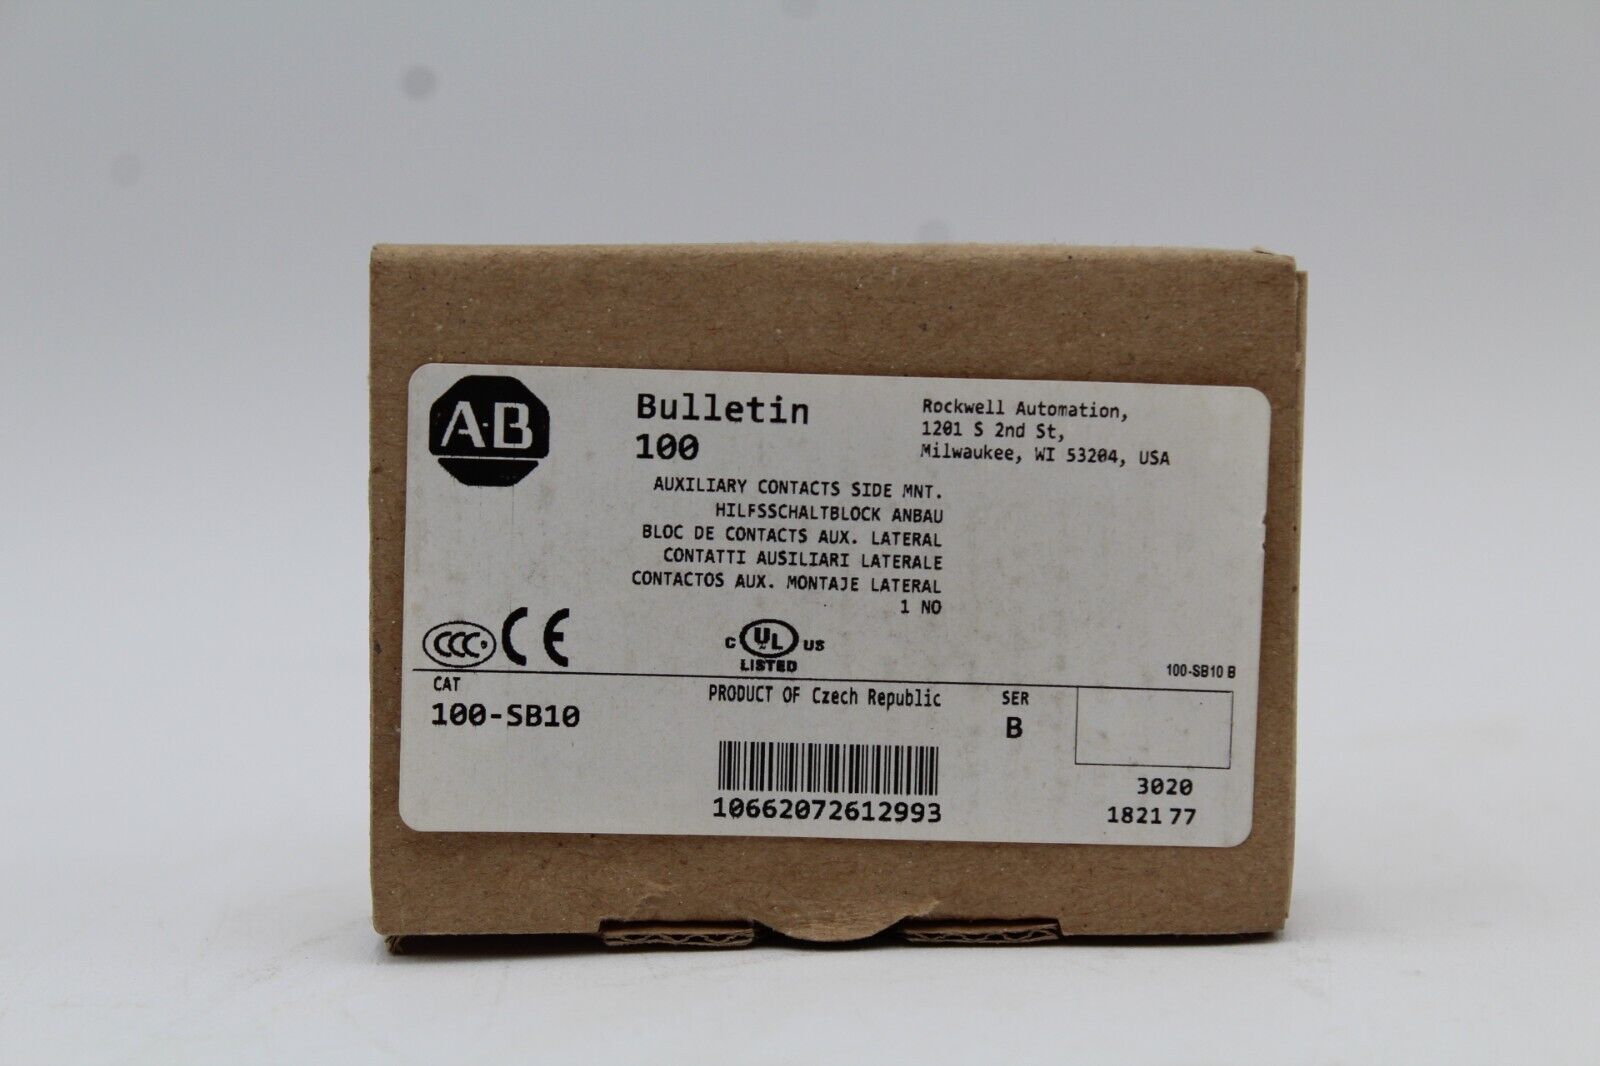 A-B
Bulletin
100
Rockwell Automation,
1201 S 2nd St,
Milwaukee, WI 53204, USA
AUXILIARY CONTACTS SIDE MNT.
HILFSSCHALTBLOCK ANBAU
BLOC DE CONTACTS AUX. LATERAL
CONTATTI AUSILIARI LATERALE
CONTACTOS AUX. MONTAJE LATERAL
1 NO
CCC CE
C UL US
LISTED
100-SB10 B
CAT
100-SB10
PRODUCT OF Czech Republic
SER
B
10662072612993
3020
182177